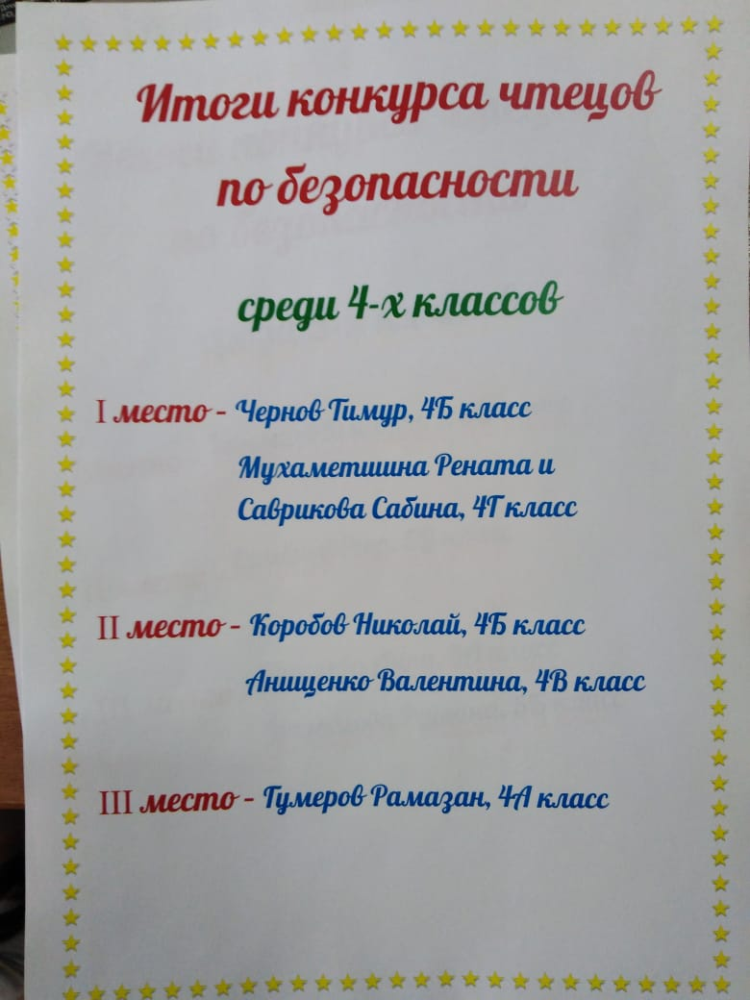 Итоги конкурса чтецов
по безопасности
среди 4-х классов
I место – Чернов Тимур, 4Б класс
Мухаметшина Рената и
Саврикова Сабина, 4Г класс
II место – Коробов Николай, 4Б класс
Анищенко Валентина, 4В класс
III место – Гумеров Рамазан, 4А класс